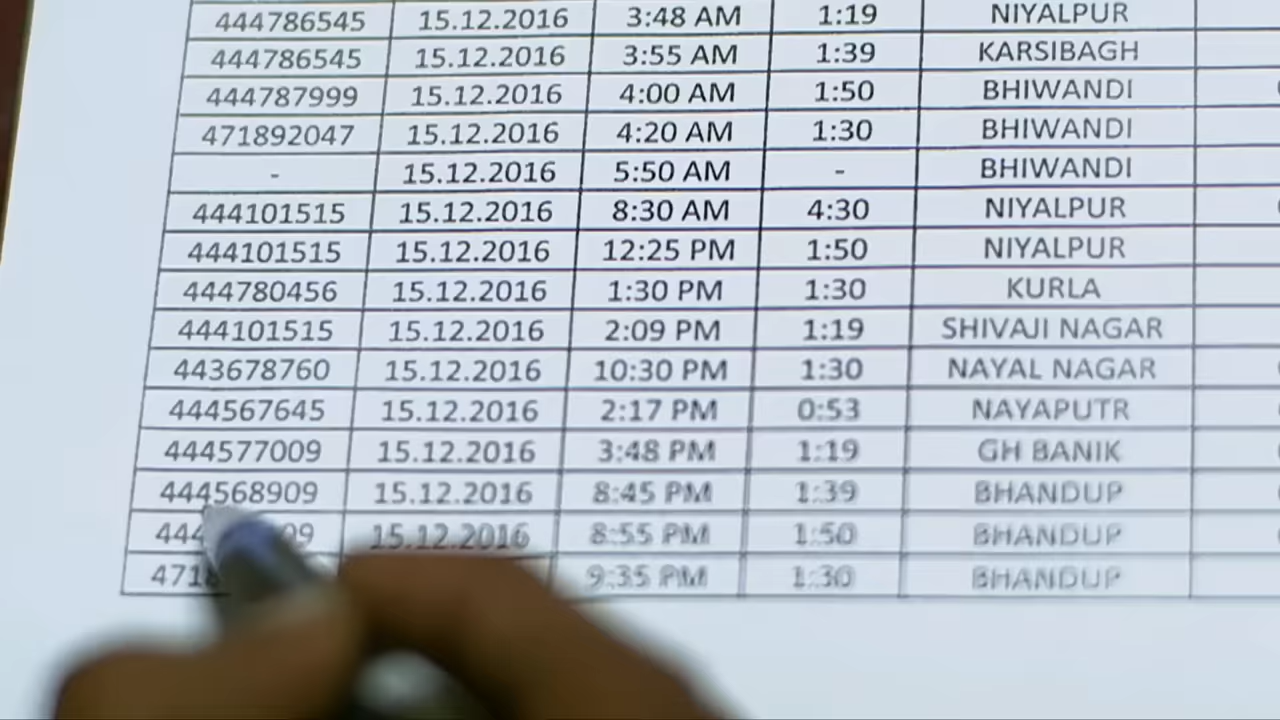 444786545 15.12.2016 3:48 AM 1:19 NIYALPUR
444786545 15.12.2016 3:55 AM 1:39 KARSIBAGH
444787999 15.12.2016 4:00 AM 1:50 BHIWANDI
471892047 15.12.2016 4:20 AM 1:30 BHIWANDI
- 15.12.2016 5:50 AM - BHIWANDI
444101515 15.12.2016 8:30 AM 4:30 NIYALPUR
444101515 15.12.2016 12:25 PM 1:50 NIYALPUR
444780456 15.12.2016 1:30 PM 1:30 KURLA
444101515 15.12.2016 2:09 PM 1:19 SHIVAJI NAGAR
443678760 15.12.2016 10:30 PM 1:30 NAYAL NAGAR
444567645 15.12.2016 2:17 PM 0:53 NAYAPUTR
444577009 15.12.2016 3:48 PM 1:19 GH BANIK
444568909 15.12.2016 8:45 PM 1:39 BHANDUP
15.12.2016 8:55 PM 1:50 BHANDUP
9:35 PM 1:30 BHANDUP